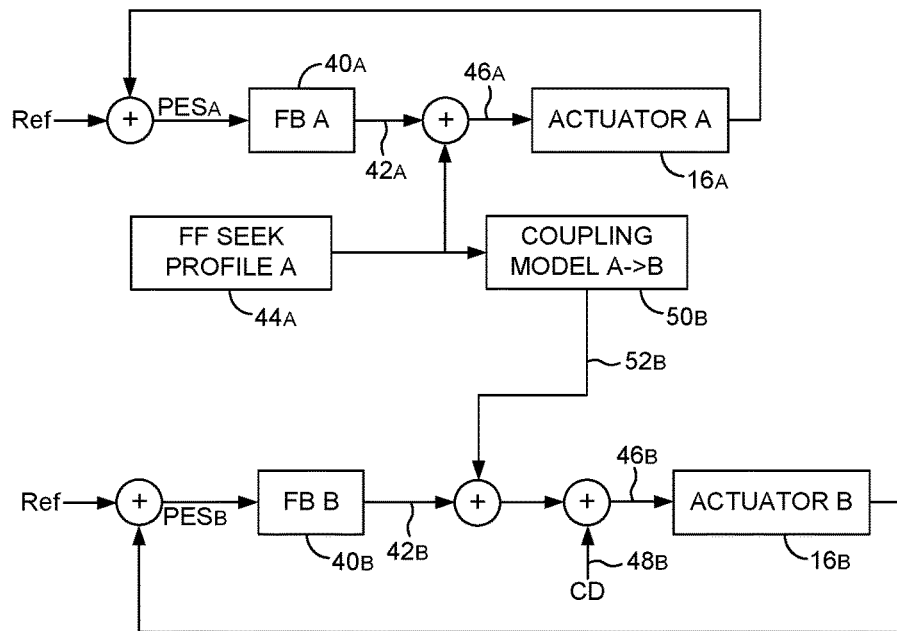 40A
46A
Ref
+
PESA
FB A
+
ACTUATOR A
42A
16A
FF SEEK
PROFILE A
COUPLING
MODEL A->B
44A
50B
52B
46B
Ref
+
PESB
FB B
+
+
ACTUATOR B
40B
42B
48B
16B
CD